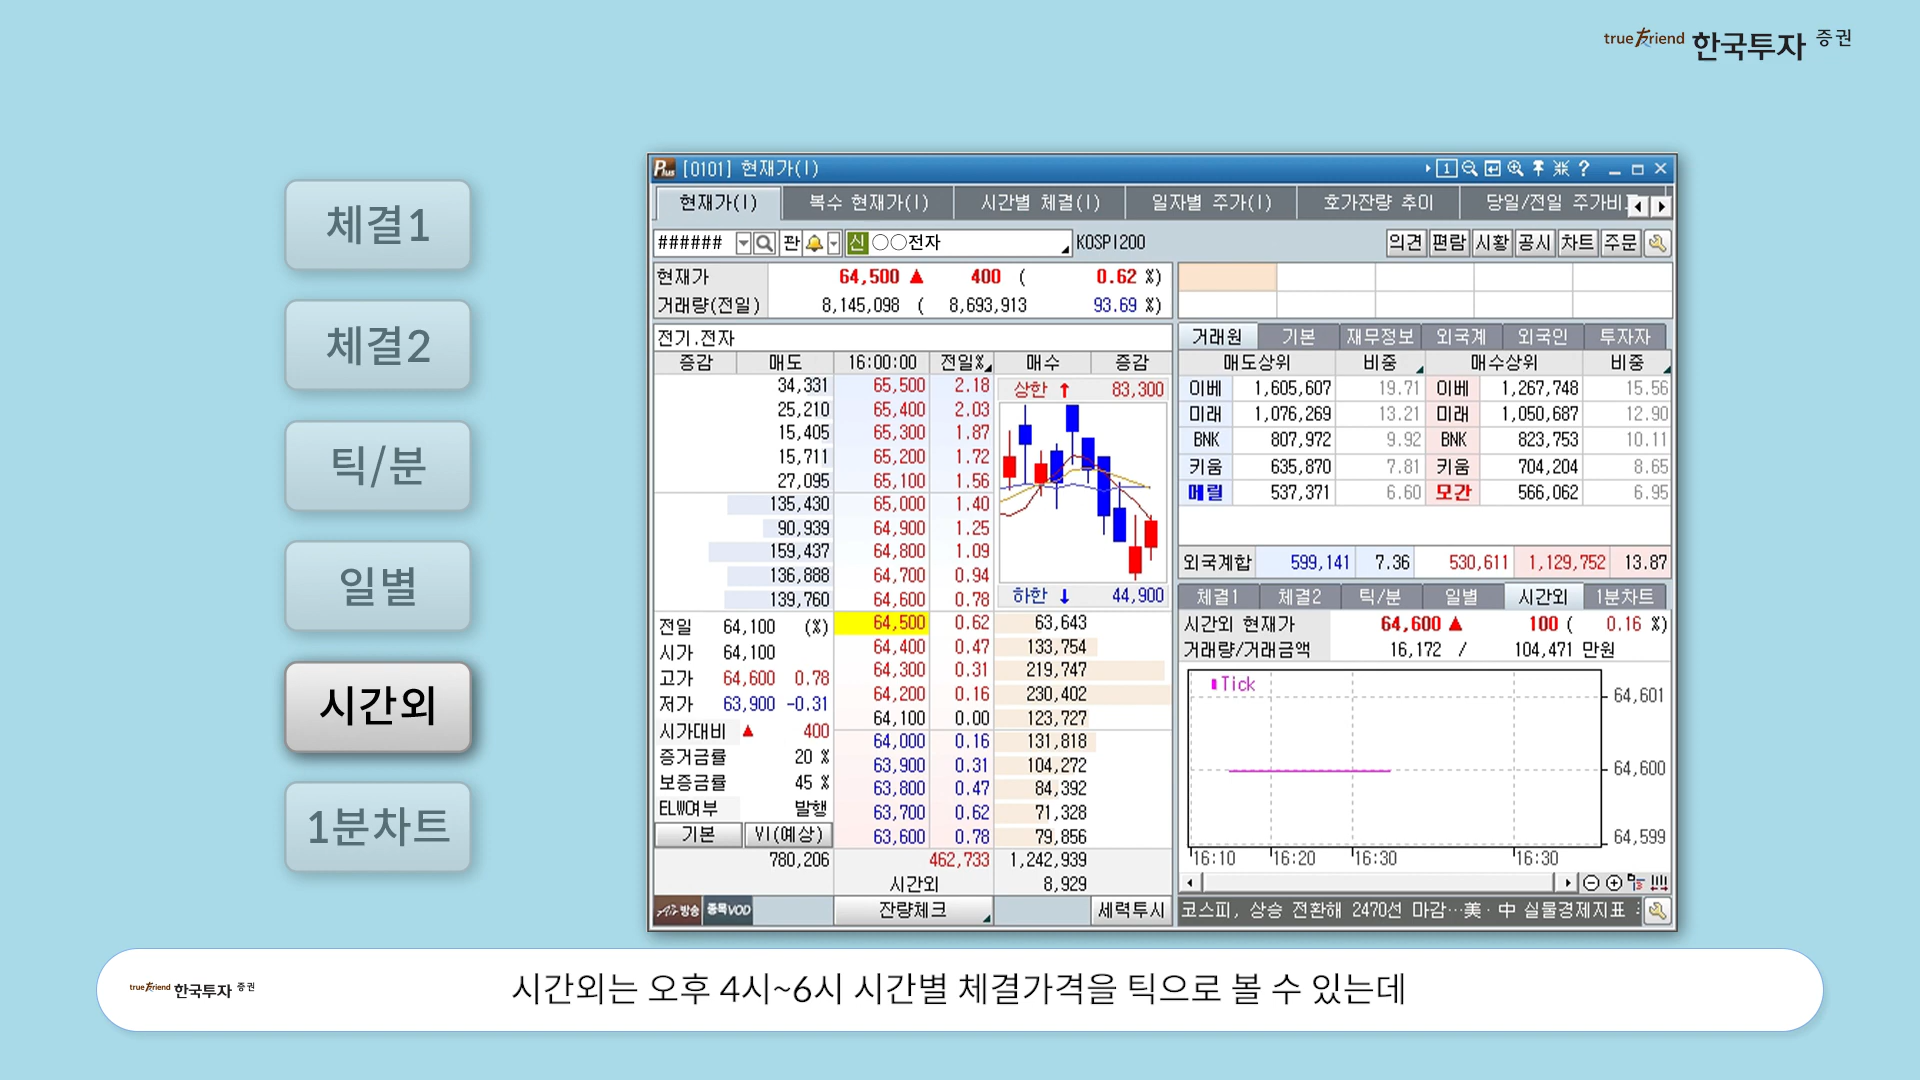 true friend 한국투자 증권
체결1
체결2
틱/분
일별
시간외
1분차트
Plus [0101] 현재가(I)
현재가(I) 복수 현재가(I) 시간별 체결(I) 일자별 주가(I) 호가잔량 추이 당일/전일 주가비
###### 관 신 ○○전자 KOSPI200 의견 편람 시황 공시 차트 주문
현재가 64,500 ▲ 400 ( 0.62 %)
거래량(전일) 8,145,098 ( 8,693,913 93.69 %)
전기.전자
증감 매도 16:00:00 전일% 매수 증감
34,331 65,500 2.18 상한 ↑ 83,300
25,210 65,400 2.03
15,405 65,300 1.87
15,711 65,200 1.72
27,095 65,100 1.56
135,430 65,000 1.40
90,939 64,900 1.25
159,437 64,800 1.09
136,888 64,700 0.94
139,760 64,600 0.78 하한 ↓ 44,900
전일 64,100 (%) 64,500 0.62 63,643
시가 64,100 64,400 0.47 133,754
고가 64,600 0.78 64,300 0.31 219,747
저가 63,900 -0.31 64,200 0.16 230,402
64,100 0.00 123,727
시가대비 ▲ 400 64,000 0.16 131,818
증거금률 20 % 63,900 0.31 104,272
보증금률 45 % 63,800 0.47 84,392
ELW여부 발행 63,700 0.62 71,328
기본 VI(예상) 63,600 0.78 79,856
780,206 462,733 1,242,939
시간외 8,929
방송 종목VOD 잔량체크 세력투시
거래원 기본 재무정보 외국계 외국인 투자자
매도상위 비중 매수상위 비중
이베 1,605,607 19.71 이베 1,267,748 15.56
미래 1,076,269 13.21 미래 1,050,687 12.90
BNK 807,972 9.92 BNK 823,753 10.11
키움 635,870 7.81 키움 704,204 8.65
메릴 537,371 6.60 모간 566,062 6.95
외국계합 599,141 7.36 530,611 1,129,752 13.87
체결1 체결2 틱/분 일별 시간외 1분차트
시간외 현재가 64,600 ▲ 100 ( 0.16 %)
거래량/거래금액 16,172 / 104,471 만원
Tick
64,601
64,600
64,599
16:10 16:20 16:30 16:30
코스피, 상승 전환해 2470선 마감…美·中 실물경제지표
true friend 한국투자 증권
시간외는 오후 4시~6시 시간별 체결가격을 틱으로 볼 수 있는데